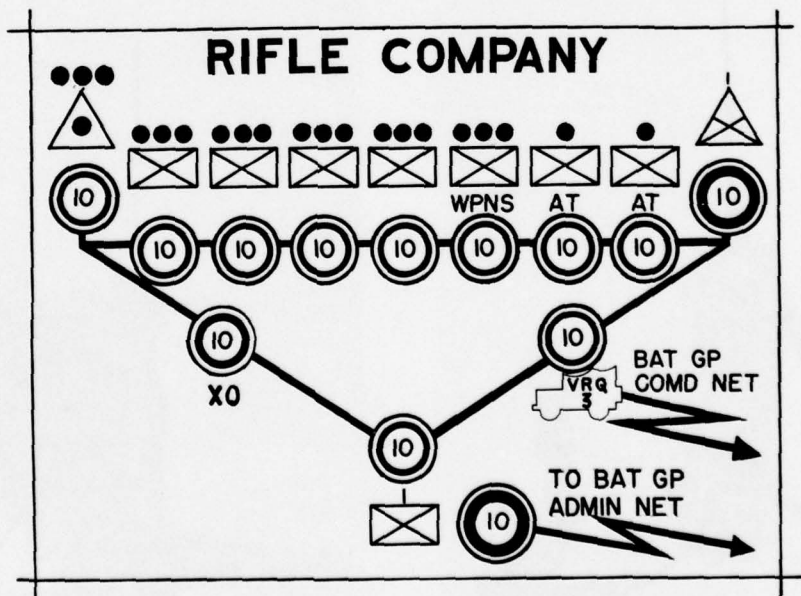 RIFLE COMPANY
WPNS AT AT
10 10
10 10 10 10 10 10 10
10 10
XO
VRQ
3
BAT GP
COMD NET
10
TO BAT GP
ADMIN NET
10